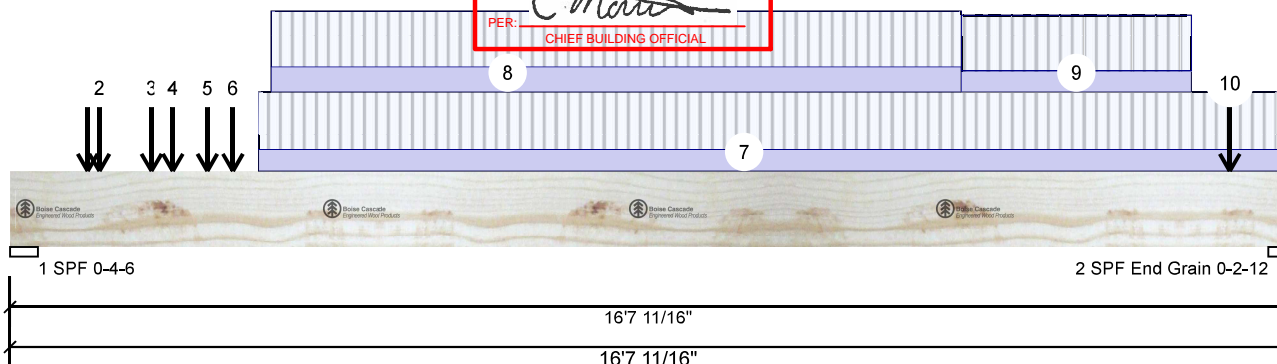 C. Mort
PER:
CHIEF BUILDING OFFICIAL
8
9
2 3 4 5 6
10
7
Boise Cascade
Engineered Wood Products
Boise Cascade
Engineered Wood Products
Boise Cascade
Engineered Wood Products
Boise Cascade
Engineered Wood Products
1 SPF 0-4-6
2 SPF End Grain 0-2-12
16'7 11/16"
16'7 11/16"